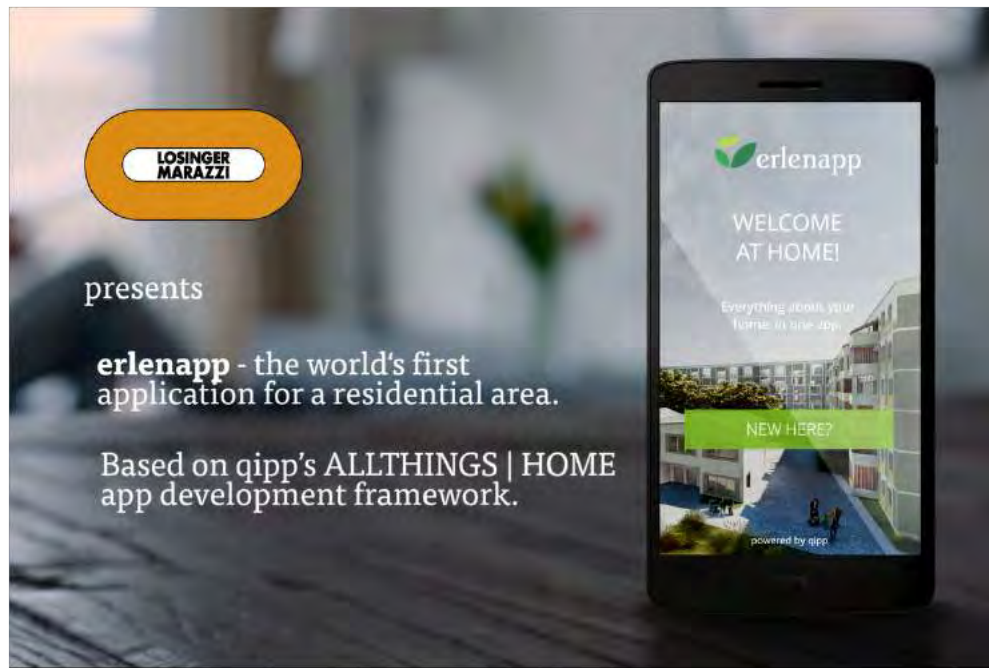 LOSINGER
MARAZZI
presents
erlenapp - the world's first
application for a residential area.
Based on qipp's ALLTHINGS | HOME
app development framework.
erlenapp
WELCOME
AT HOME!
Everything about your
home in one app.
NEW HERE?
powered by qipp